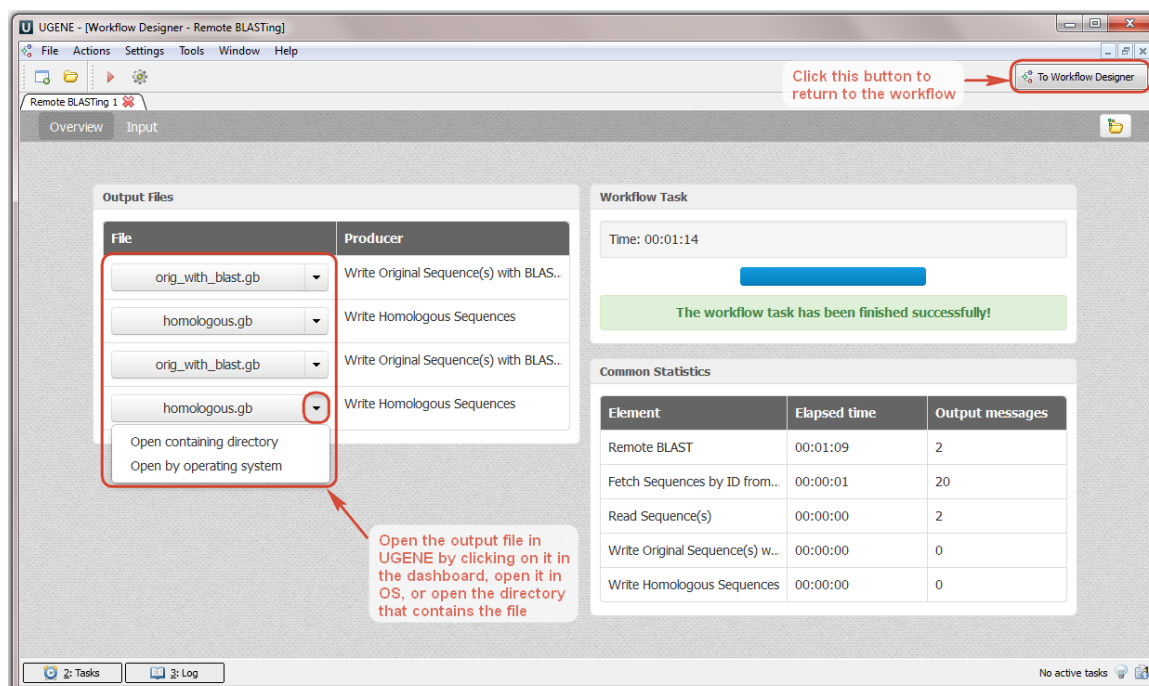 UGENE - [Workflow Designer - Remote BLASTing]
File Actions Settings Tools Window Help
To Workflow Designer
Click this button to
return to the workflow
Remote BLASTing 1
Overview Input
Output Files
File Producer
orig_with_blast.gb Write Original Sequence(s) with BLAS...
homologous.gb Write Homologous Sequences
orig_with_blast.gb Write Original Sequence(s) with BLAS...
homologous.gb Write Homologous Sequences
Open containing directory
Open by operating system
Open the output file in
UGENE by clicking on it in
the dashboard, open it in
OS, or open the directory
that contains the file
Workflow Task
Time: 00:01:14
The workflow task has been finished successfully!
Common Statistics
Element Elapsed time Output messages
Remote BLAST 00:01:09 2
Fetch Sequences by ID from... 00:00:01 20
Read Sequence(s) 00:00:00 2
Write Original Sequence(s) w... 00:00:00 0
Write Homologous Sequences 00:00:00 0
2: Tasks 3: Log No active tasks